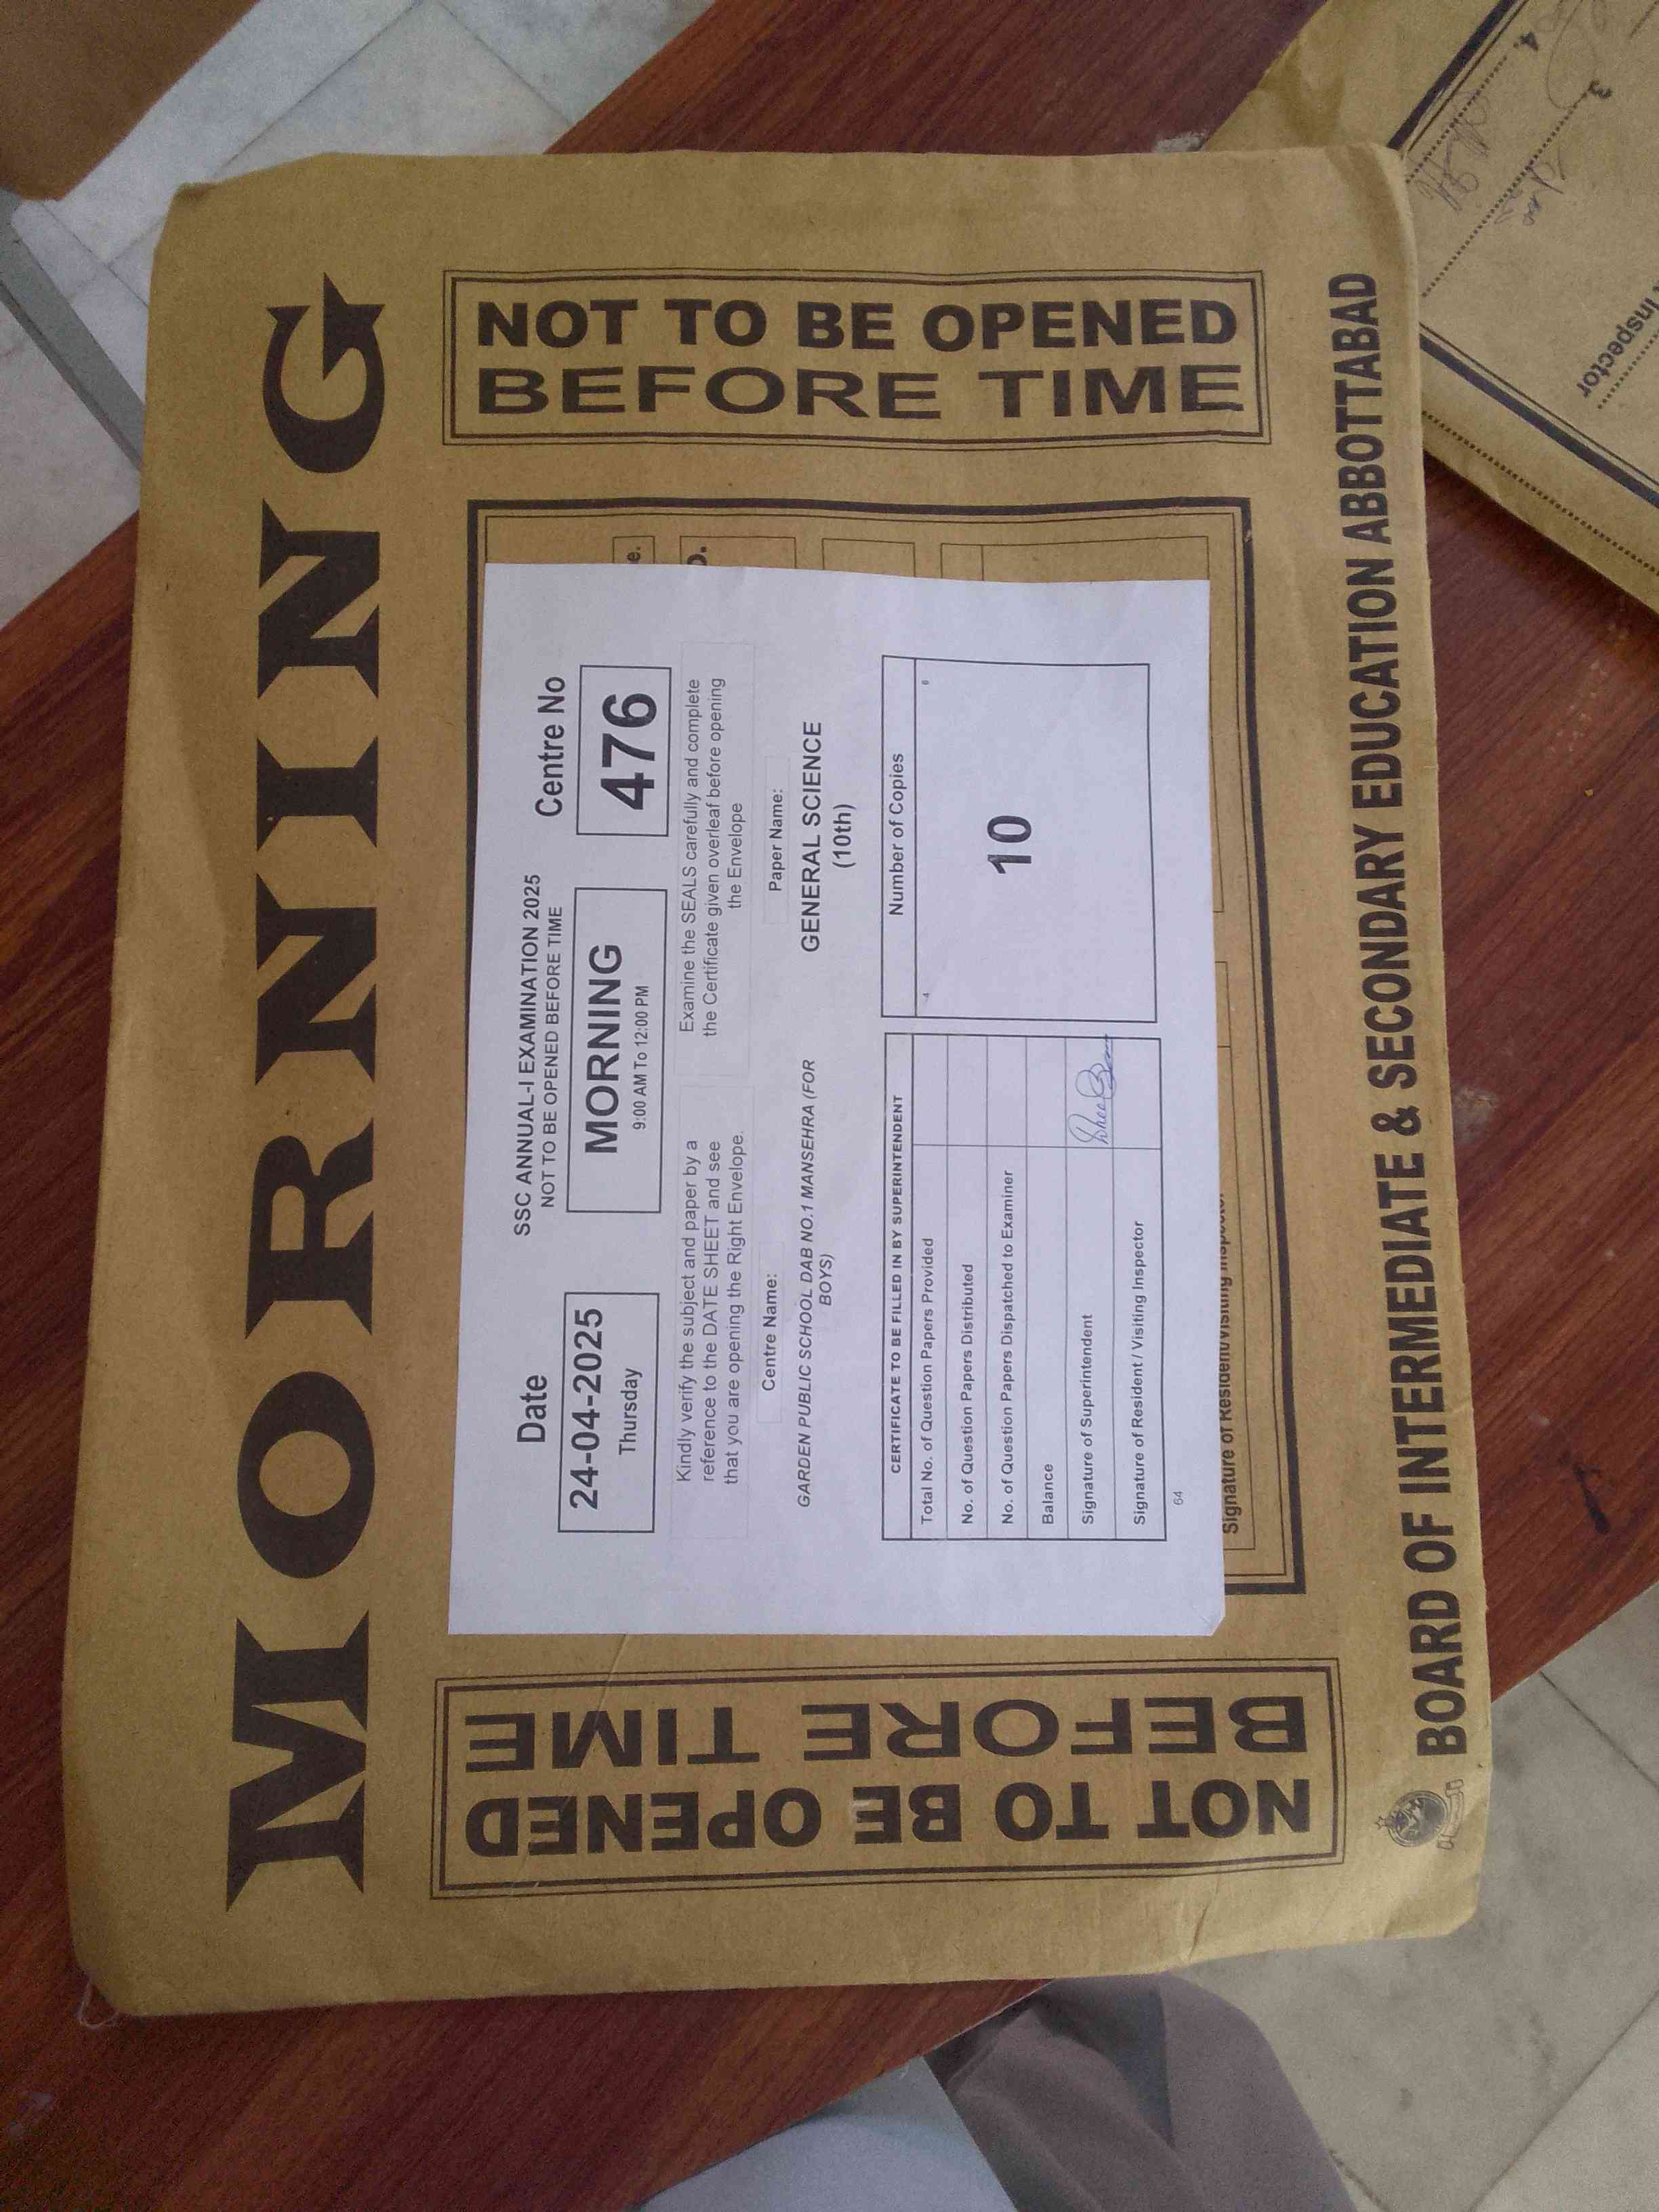 MORNING
NOT TO BE OPENED
BEFORE TIME
NOT TO BE OPENED
BEFORE TIME
Date
24-04-2025
Thursday
SSC ANNUAL-I EXAMINATION 2025
NOT TO BE OPENED BEFORE TIME
MORNING
9:00 AM To 12:00 PM
Centre No
476
Kindly verify the subject and paper by a
reference to the DATE SHEET and see
that you are opening the Right Envelope.
Examine the SEALS carefully and complete
the Certificate given overleaf before opening
the Envelope
Centre Name:
GARDEN PUBLIC SCHOOL DAB NO.1 MANSEHRA (FOR
BOYS)
Paper Name:
GENERAL SCIENCE
(10th)
CERTIFICATE TO BE FILLED IN BY SUPERINTENDENT
Total No. of Question Papers Provided
No. of Question Papers Distributed
No. of Question Papers Dispatched to Examiner
Balance
Signature of Superintendent
Signature of Resident / Visiting Inspector
Number of Copies
10
64
Signature of Resident/Visiting Inspector
BOARD OF INTERMEDIATE & SECONDARY EDUCATION ABBOTTABAD
3.
4.
Inspector